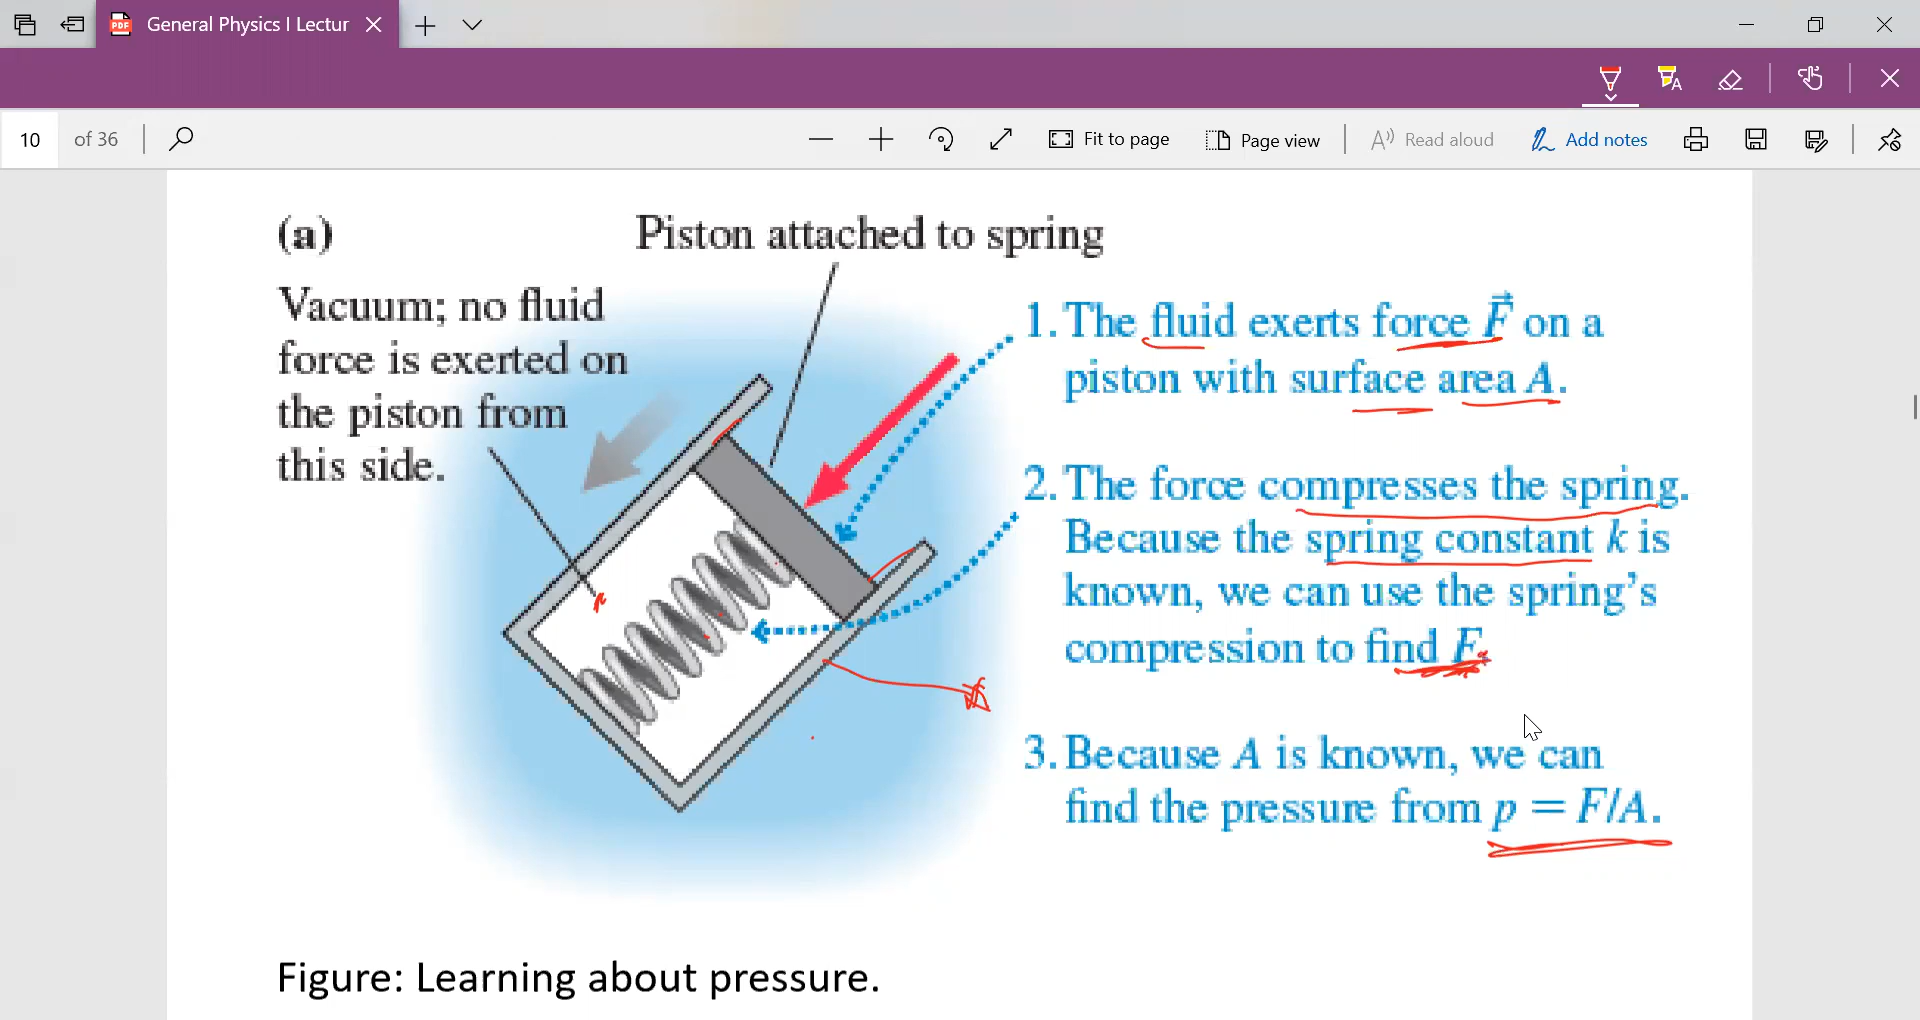 General Physics I Lectur
10 of 36
Fit to page
Page view
Read aloud
Add notes
(a)
Piston attached to spring
Vacuum; no fluid
force is exerted on
the piston from
this side.
1. The fluid exerts force F⃗ on a
piston with surface area A.
2. The force compresses the spring.
Because the spring constant k is
known, we can use the spring’s
compression to find F.
3. Because A is known, we can
find the pressure from p = F/A.
Figure: Learning about pressure.